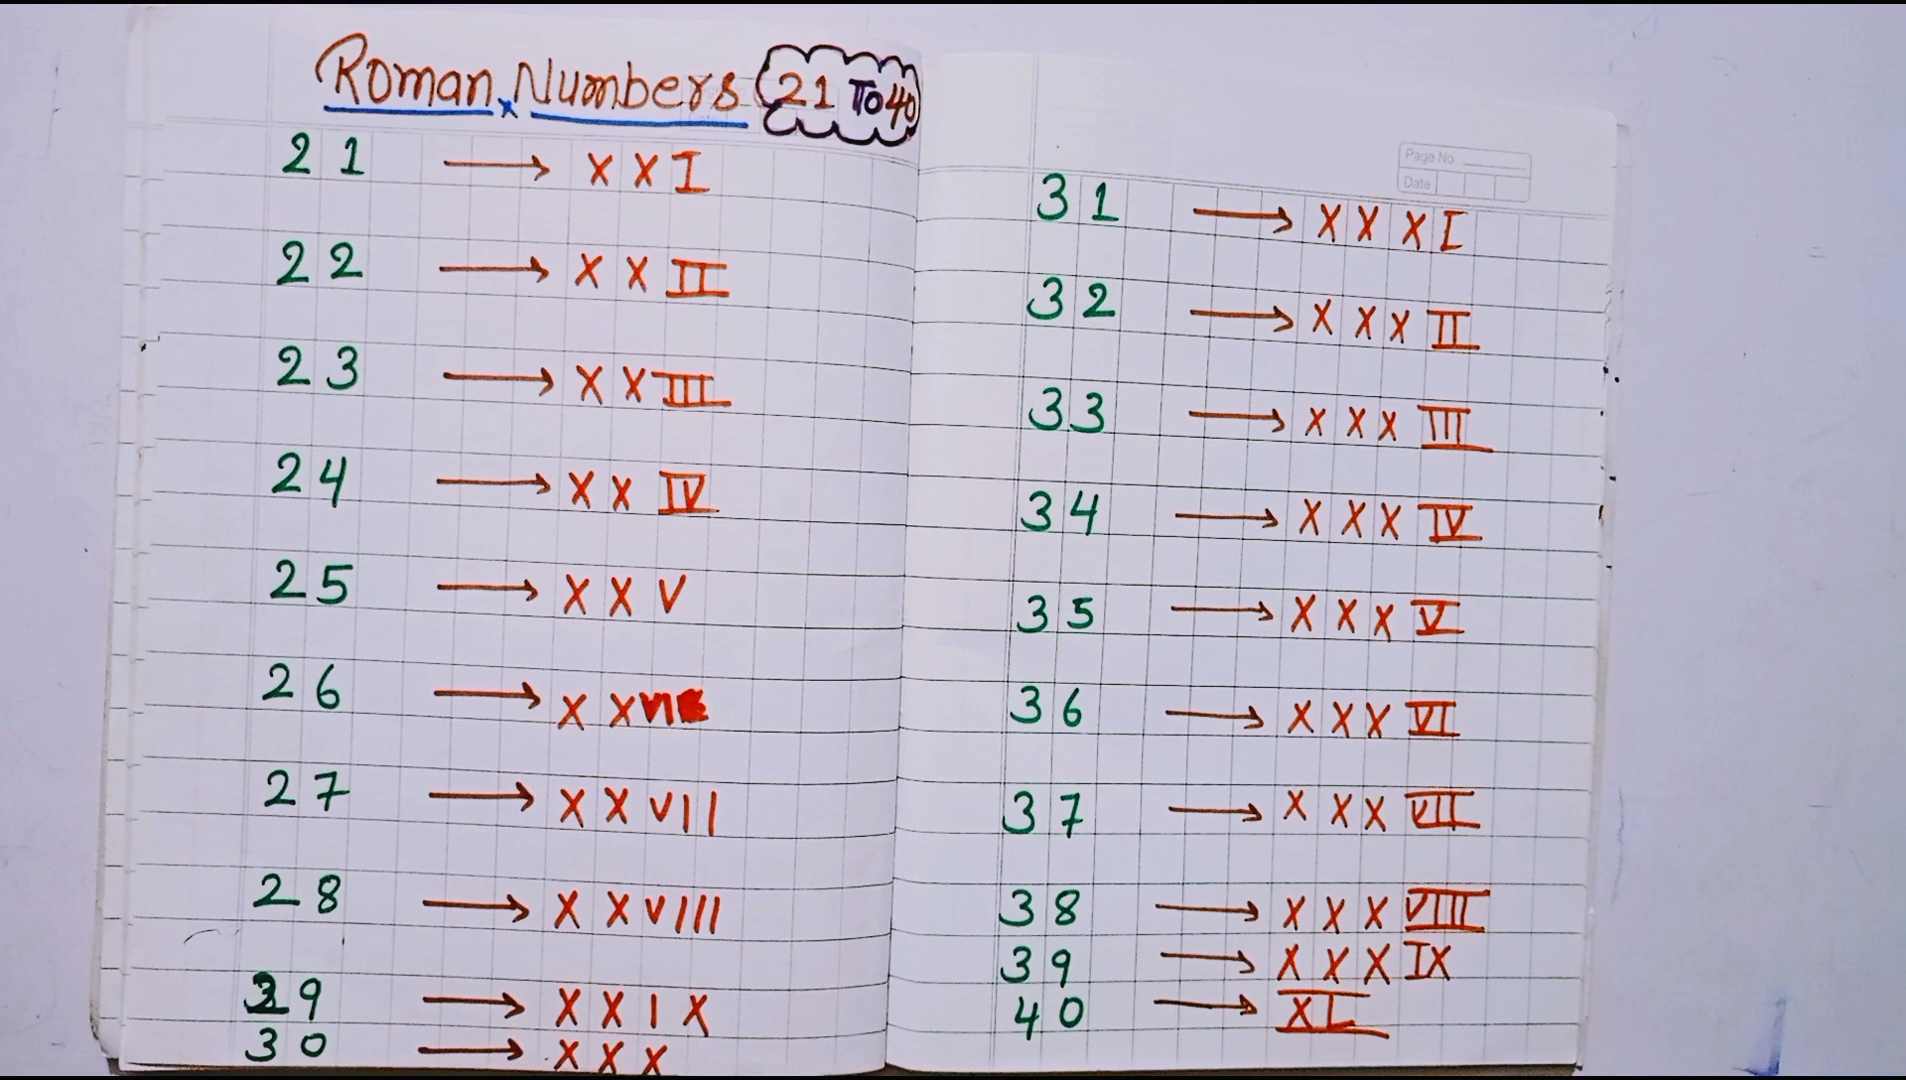 Roman Numbers 21 To 40
21 → XXI
22 → XXII
23 → XXIII
24 → XXIV
25 → XXV
26 → XXVI
27 → XXVII
28 → XXVIII
29 → XXIX
30 → XXX
Page No.
Date
31 → XXXI
32 → XXXII
33 → XXXIII
34 → XXXIV
35 → XXXV
36 → XXXVI
37 → XXXVII
38 → XXXVIII
39 → XXXIX
40 → XL